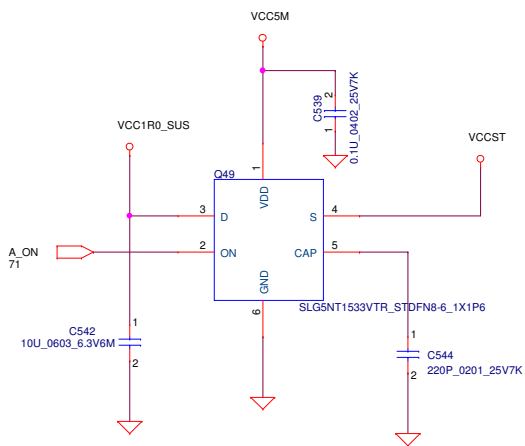 VCC5M
C539
2
1
0.1U_0402_25V7K
VCC1R0_SUS
VCCST
Q49
1
VDD
3
D
S
4
A_ON
71
2
ON
CAP
5
GND
6
SLG5NT1533VTR_STDFN8-6_1X1P6
1
C542
10U_0603_6.3V6M
2
1
C544
220P_0201_25V7K
2